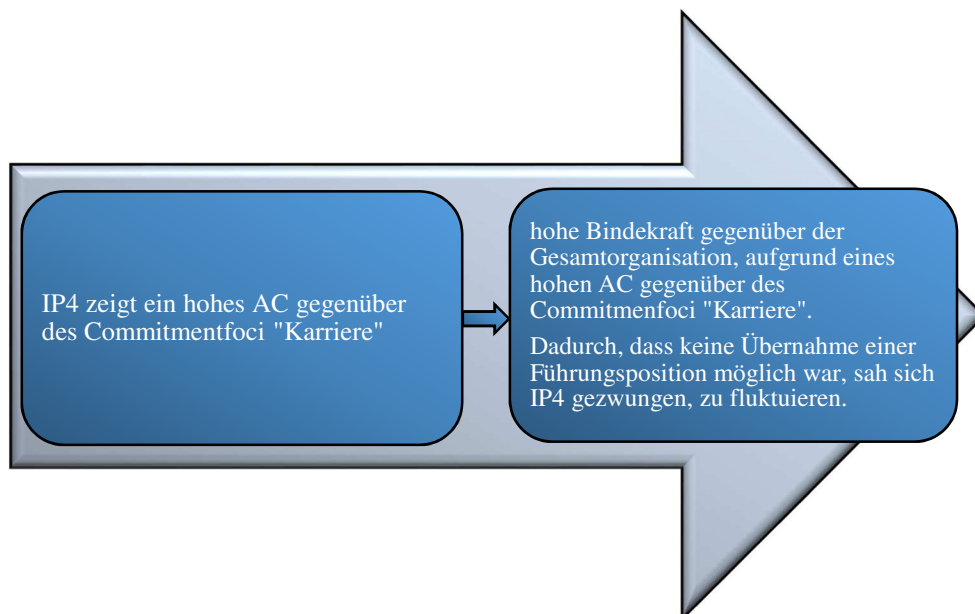 IP4 zeigt ein hohes AC gegenüber
des Commitmentfoci "Karriere"
hohe Bindekraft gegenüber der
Gesamtorganisation, aufgrund eines
hohen AC gegenüber des
Commitmenfoci "Karriere".
Dadurch, dass keine Übernahme einer
Führungsposition möglich war, sah sich
IP4 gezwungen, zu fluktuieren.